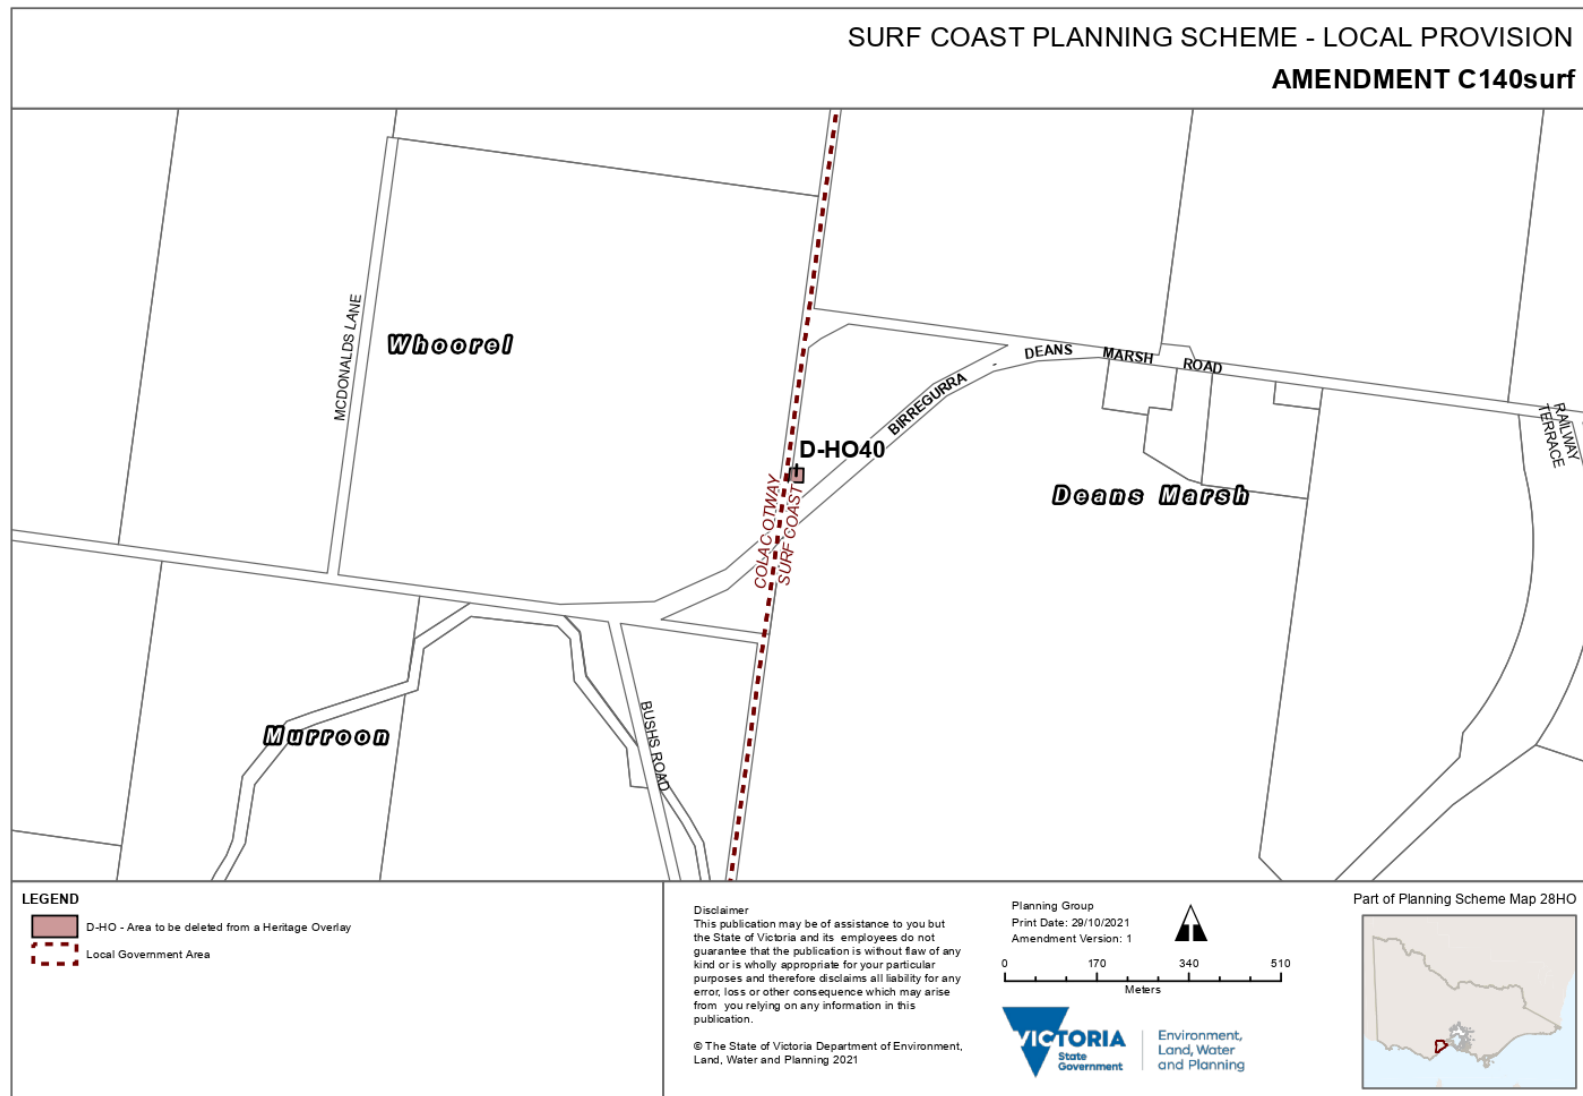 SURF COAST PLANNING SCHEME - LOCAL PROVISION
AMENDMENT C140surf
MCDONALDS LANE
Whoorel
DEANS MARSH ROAD
BIRREGURRA -
RAILWAY
TERRACE
D-HO40
COLAC OTWAY
SURF COAST
Deans Marsh
Murroon
BUSHS ROAD
LEGEND
D-HO - Area to be deleted from a Heritage Overlay
Local Government Area
Disclaimer
This publication may be of assistance to you but
the State of Victoria and its employees do not
guarantee that the publication is without flaw of any
kind or is wholly appropriate for your particular
purposes and therefore disclaims all liability for any
error, loss or other consequence which may arise
from you relying on any information in this
publication.
© The State of Victoria Department of Environment,
Land, Water and Planning 2021
Planning Group
Print Date: 29/10/2021
Amendment Version: 1
0 170 340 510
Meters
VICTORIA
State
Government
Environment,
Land, Water
and Planning
Part of Planning Scheme Map 28HO